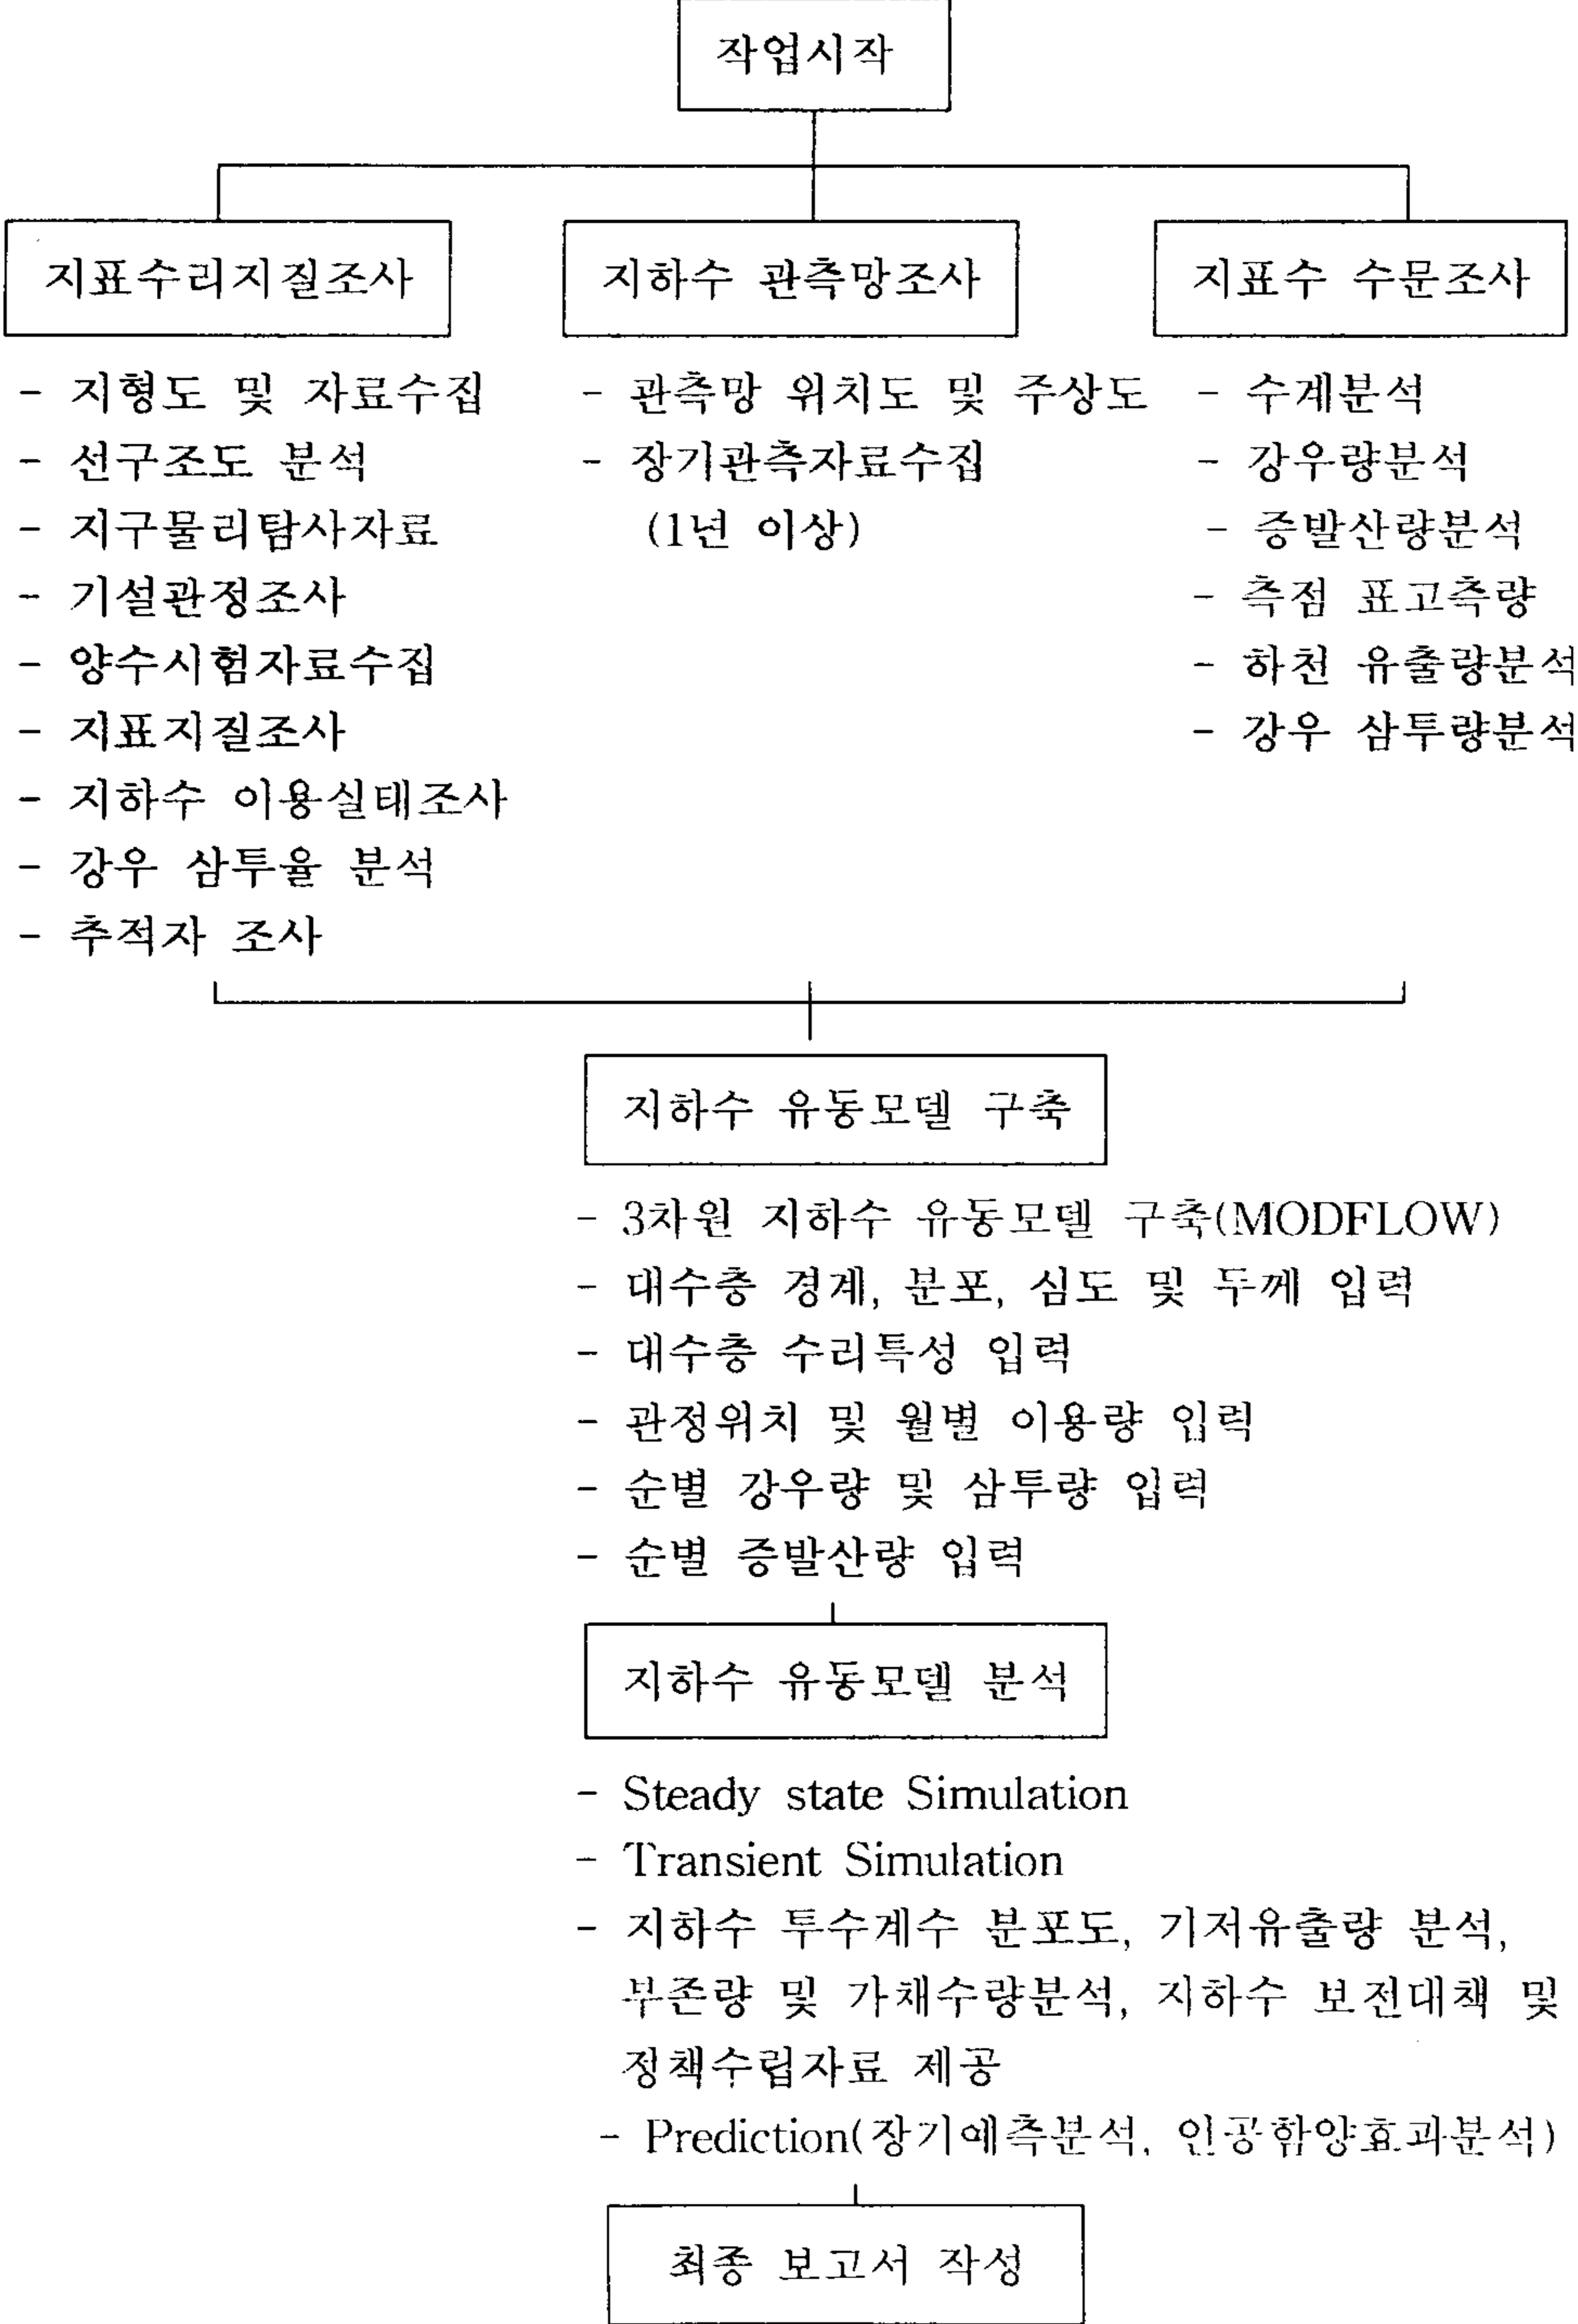 작업시작
지표수리지질조사
지하수 관측망조사
지표수 수문조사
- 지형도 및 자료수집
- 선구조도 분석
- 지구물리탐사자료
- 기설관정조사
- 양수시험자료수집
- 지표지질조사
- 지하수 이용실태조사
- 강우 삼투율 분석
- 추적자 조사
- 관측망 위치도 및 주상도
- 장기관측자료수집
(1년 이상)
- 수계분석
- 강우량분석
- 증발산량분석
- 측점 표고측량
- 하천 유출량분석
- 강우 삼투량분석
지하수 유동모델 구축
- 3차원 지하수 유동모델 구축(MODFLOW)
- 대수층 경계, 분포, 심도 및 두께 입력
- 대수층 수리특성 입력
- 관정위치 및 월별 이용량 입력
- 순별 강우량 및 삼투량 입력
- 순별 증발산량 입력
지하수 유동모델 분석
- Steady state Simulation
- Transient Simulation
- 지하수 투수계수 분포도, 기저유출량 분석,
부존량 및 가채수량분석, 지하수 보전대책 및
정책수립자료 제공
- Prediction(장기예측분석, 인공함양효과분석)
최종 보고서 작성